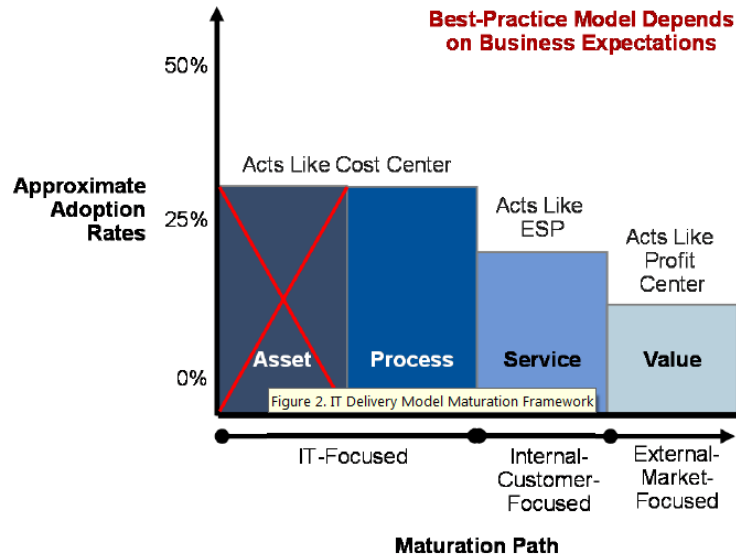 Best-Practice Model Depends
on Business Expectations
50%
Acts Like Cost Center
Approximate
Adoption
Rates
25%
Acts Like
ESP
Acts Like
Profit
Center
0%
Asset
Process
Service
Value
Figure 2. IT Delivery Model Maturation Framework
IT-Focused
Internal-
Customer-
Focused
External-
Market-
Focused
Maturation Path